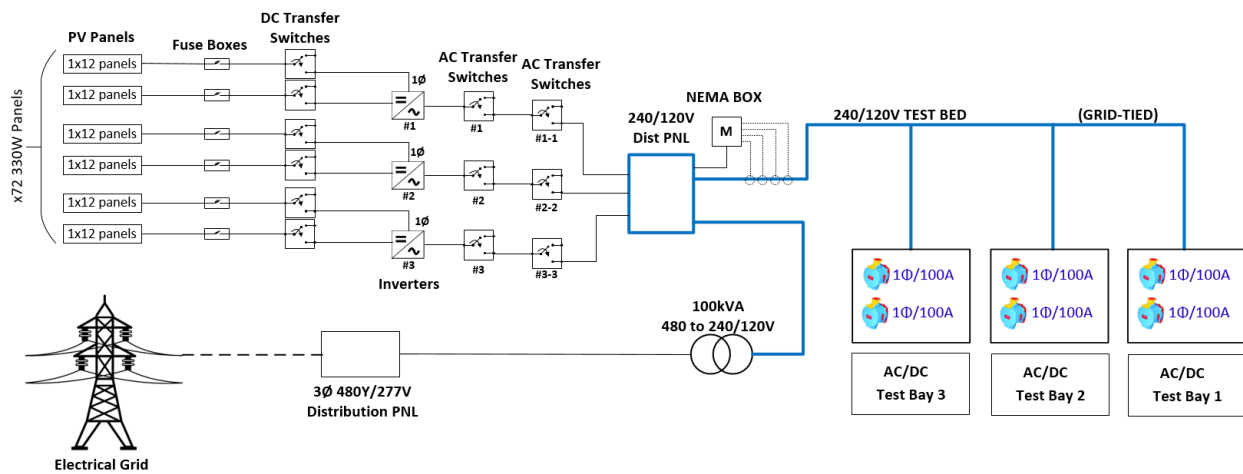 DC Transfer
Switches
PV Panels
Fuse Boxes
x72 330W Panels
1x12 panels
1x12 panels
1x12 panels
1x12 panels
1x12 panels
1x12 panels
1Ø
#1
1Ø
#2
1Ø
#3
Inverters
AC Transfer
Switches
#1
#2
#3
AC Transfer
Switches
#1-1
#2-2
#3-3
240/120V
Dist PNL
NEMA BOX
M
240/120V TEST BED
(GRID-TIED)
1Φ/100A
1Φ/100A
1Φ/100A
1Φ/100A
1Φ/100A
1Φ/100A
AC/DC
Test Bay 3
AC/DC
Test Bay 2
AC/DC
Test Bay 1
100kVA
480 to 240/120V
3Ø 480Y/277V
Distribution PNL
Electrical Grid